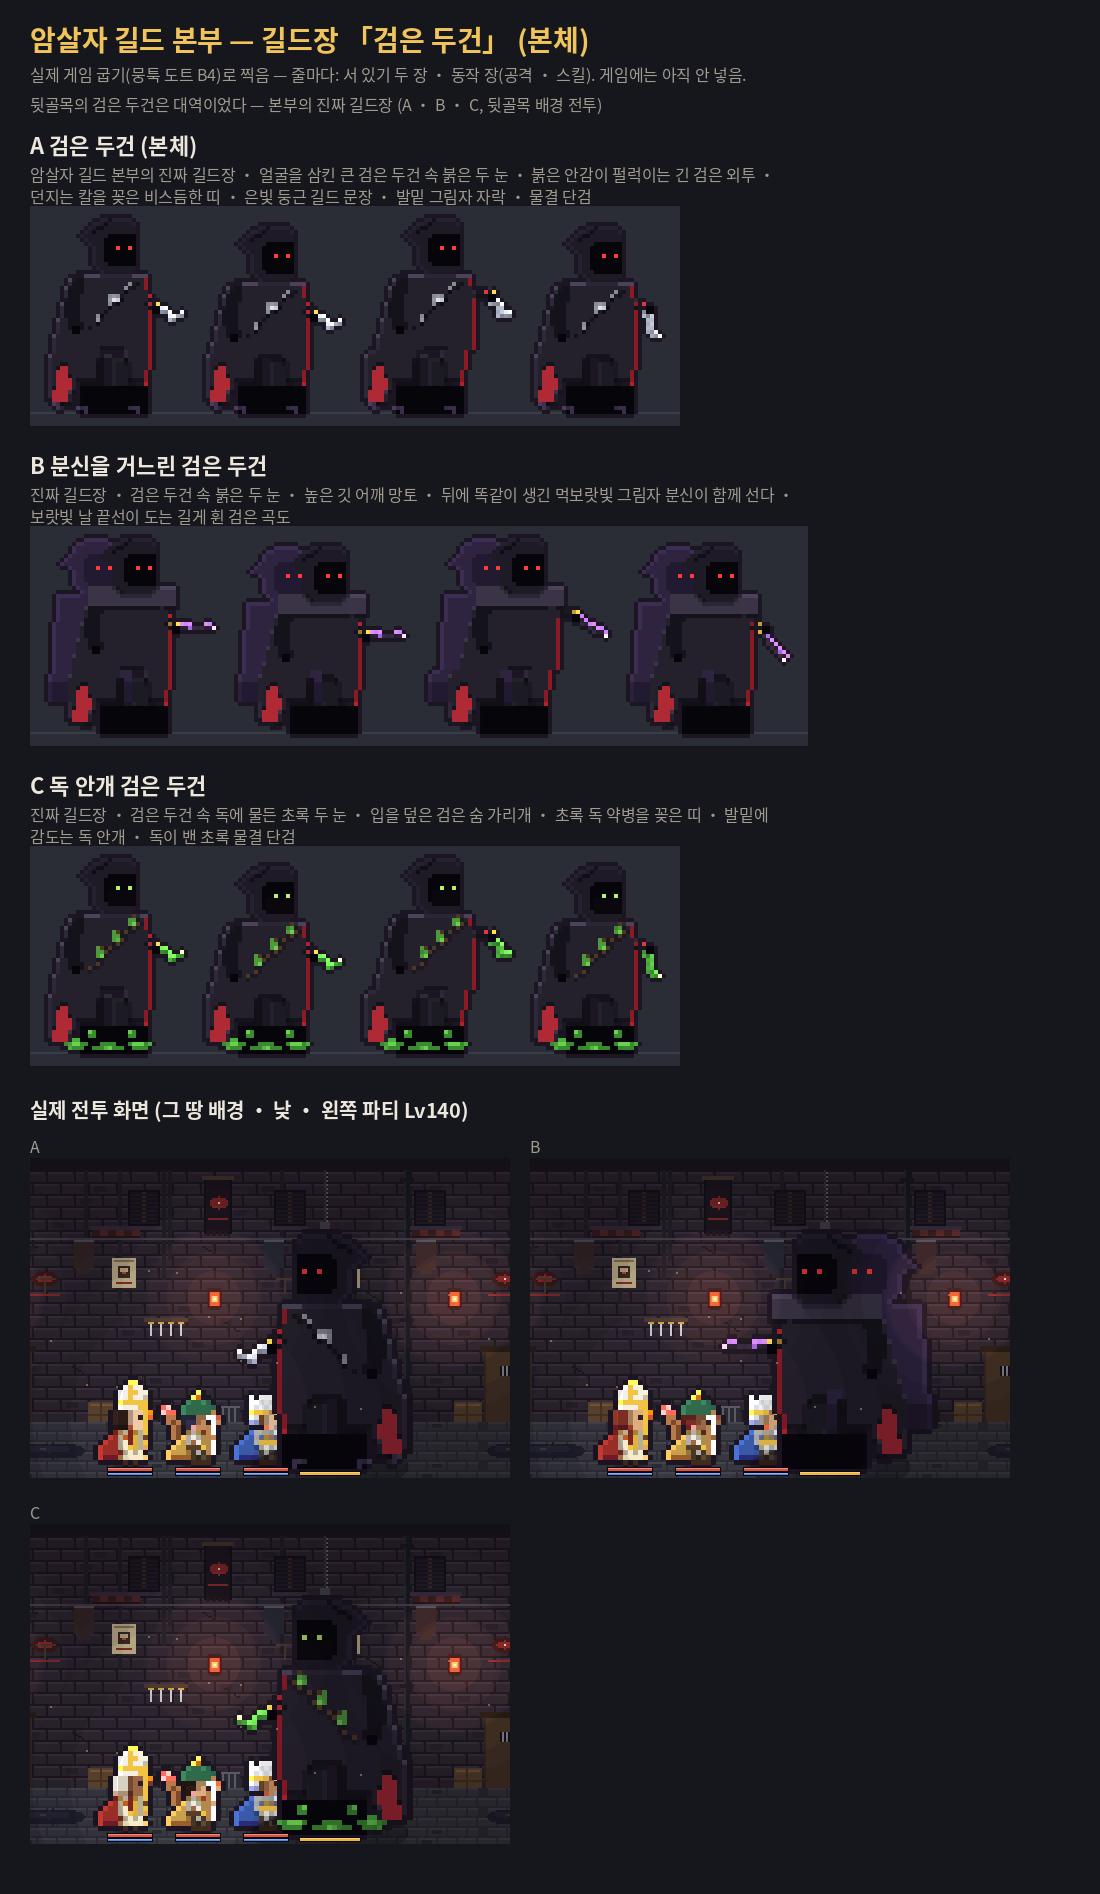 암살자 길드 본부 — 길드장 「검은 두건」 (본체)
실제 게임 굽기(뭉툭 도트 B4)로 찍음 — 줄마다: 서 있기 두 장 · 동작 장(공격 · 스킬). 게임에는 아직 안 넣음.
뒷골목의 검은 두건은 대역이었다 — 본부의 진짜 길드장 (A · B · C, 뒷골목 배경 전투)
A 검은 두건 (본체)
암살자 길드 본부의 진짜 길드장 · 얼굴을 삼킨 큰 검은 두건 속 붉은 두 눈 · 붉은 안감이 펄럭이는 긴 검은 외투 ·
던지는 칼을 꽂은 비스듬한 띠 · 은빛 둥근 길드 문장 · 발밑 그림자 자락 · 물결 단검
B 분신을 거느린 검은 두건
진짜 길드장 · 검은 두건 속 붉은 두 눈 · 높은 깃 어깨 망토 · 뒤에 똑같이 생긴 먹보랏빛 그림자 분신이 함께 선다 ·
보랏빛 날 끝선이 도는 길게 휜 검은 곡도
C 독 안개 검은 두건
진짜 길드장 · 검은 두건 속 독에 물든 초록 두 눈 · 입을 덮은 검은 숨 가리개 · 초록 독 약병을 꽂은 띠 · 발밑에
감도는 독 안개 · 독이 밴 초록 물결 단검
실제 전투 화면 (그 땅 배경 · 낮 · 왼쪽 파티 Lv140)
A
B
C